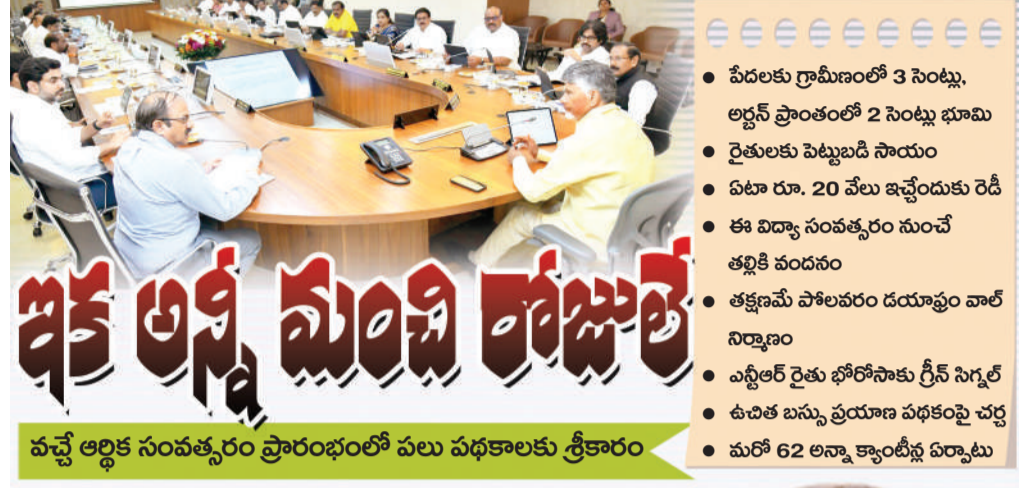 ఇక అన్నీ మంచి రోజులే
వచ్చే ఆర్థిక సంవత్సరం ప్రారంభంలో పలు పథకాలకు శ్రీకారం
● పేదలకు గ్రామీణంలో 3 సెంట్లు,
అర్బన్ ప్రాంతంలో 2 సెంట్లు భూమి
● రైతులకు పెట్టుబడి సాయం
● ఏటా రూ. 20 వేలు ఇచ్చేందుకు రెడీ
● ఈ విద్యా సంవత్సరం నుంచే
తల్లికి వందనం
● తక్షణమే పోలవరం డయాఫ్రం వాల్
నిర్మాణం
● ఎన్టీఆర్ రైతు భోరోసాకు గ్రీన్ సిగ్నల్
● ఉచిత బస్సు ప్రయాణ పథకంపై చర్చ
● మరో 62 అన్నా క్యాంటీన్ల ఏర్పాటు